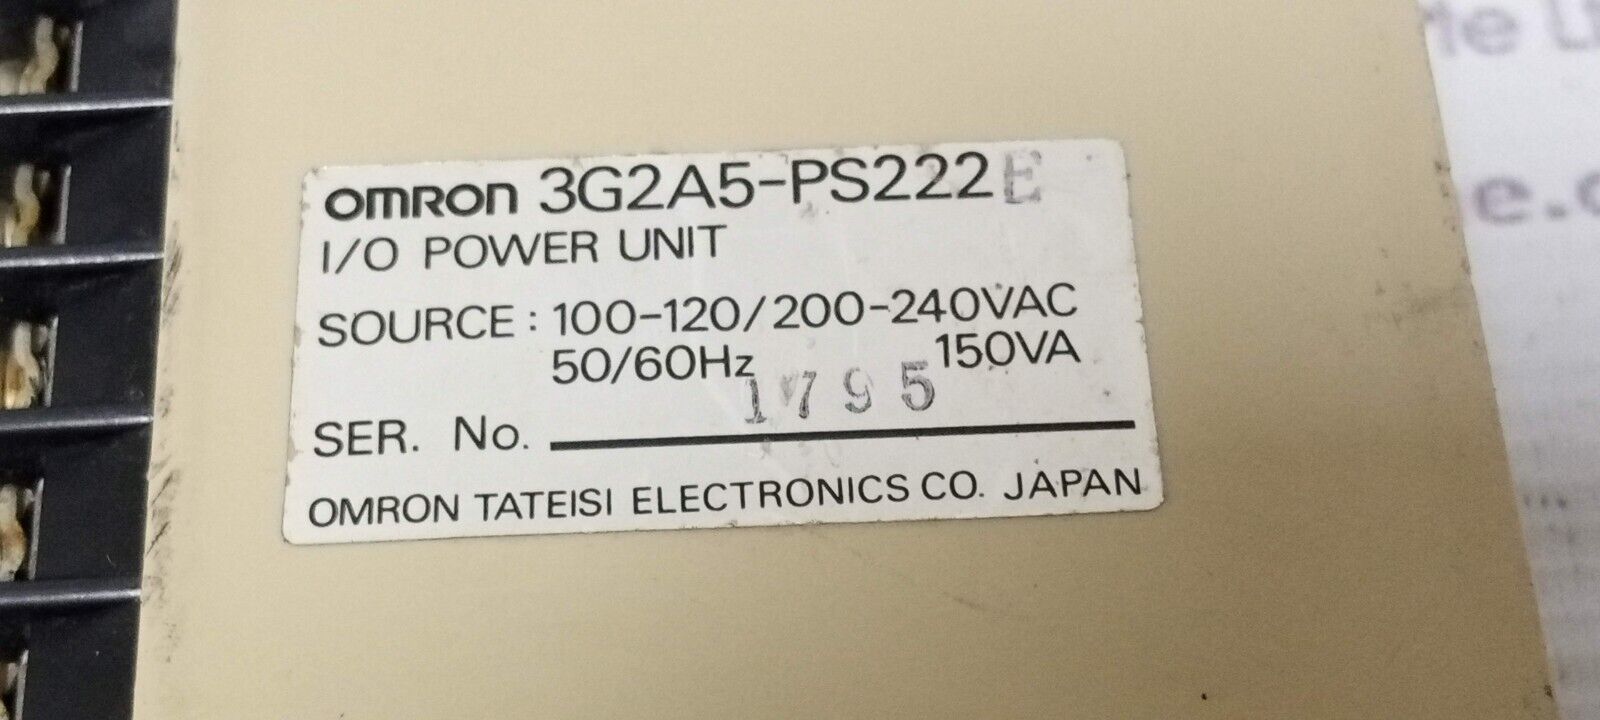 omron 3G2A5-PS222E
I/O POWER UNIT
SOURCE: 100-120/200-240VAC
50/60Hz 150VA
SER. No. 1795
OMRON TATEISI ELECTRONICS CO. JAPAN